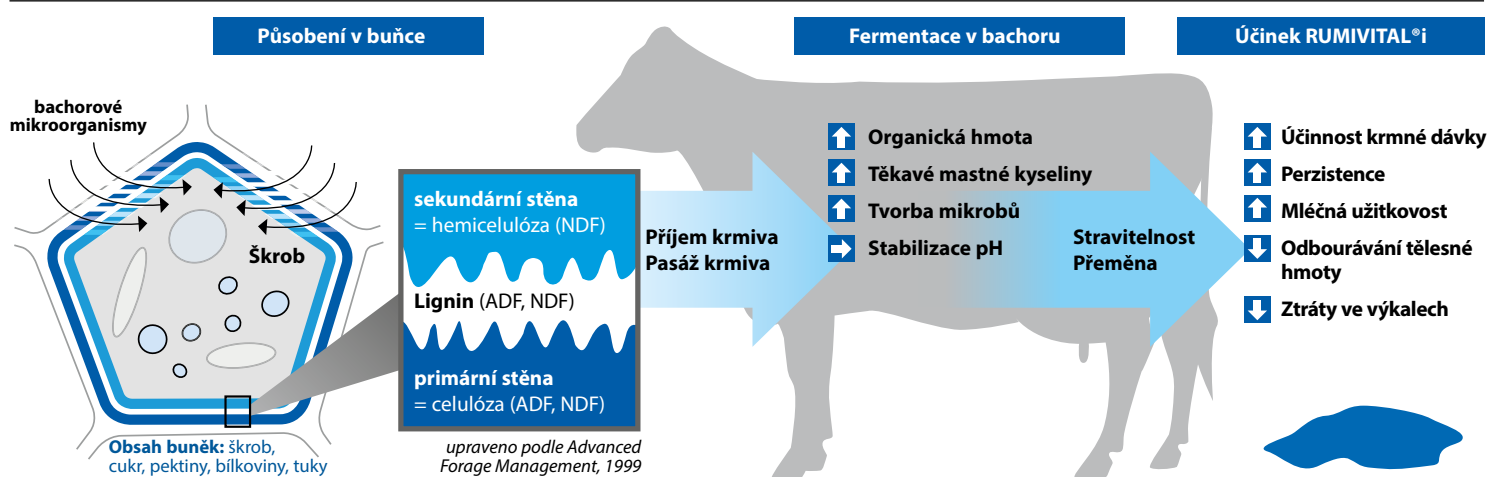 Působení v buňce
Fermentace v bachoru
Účinek RUMIVITAL®i
bachorové
mikroorganismy
Škrob
Obsah buněk: škrob,
cukr, pektiny, bílkoviny, tuky
sekundární stěna
= hemicelulóza (NDF)
Lignin (ADF, NDF)
primární stěna
= celulóza (ADF, NDF)
upraveno podle Advanced
Forage Management, 1999
Příjem krmiva
Pasáž krmiva
Organická hmota
Těkavé mastné kyseliny
Tvorba mikrobů
Stabilizace pH
Stravitelnost
Přeměna
Účinnost krmné dávky
Perzistence
Mléčná užitkovost
Odbourávání tělesné
hmoty
Ztráty ve výkalech